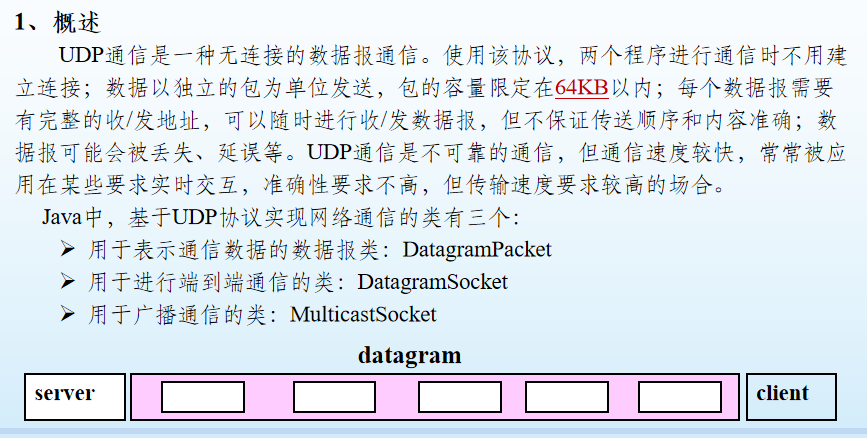 1、概述
UDP通信是一种无连接的数据报通信。使用该协议，两个程序进行通信时不用建
立连接；数据以独立的包为单位发送，包的容量限定在64KB以内；每个数据报需要
有完整的收/发地址，可以随时进行收/发数据报，但不保证传送顺序和内容准确；数
据报可能会被丢失、延误等。UDP通信是不可靠的通信，但通信速度较快，常常被应
用在某些要求实时交互，准确性要求不高，但传输速度要求较高的场合。
Java中，基于UDP协议实现网络通信的类有三个：
➢ 用于表示通信数据的数据报类：DatagramPacket
➢ 用于进行端到端通信的类：DatagramSocket
➢ 用于广播通信的类：MulticastSocket
datagram
server
client